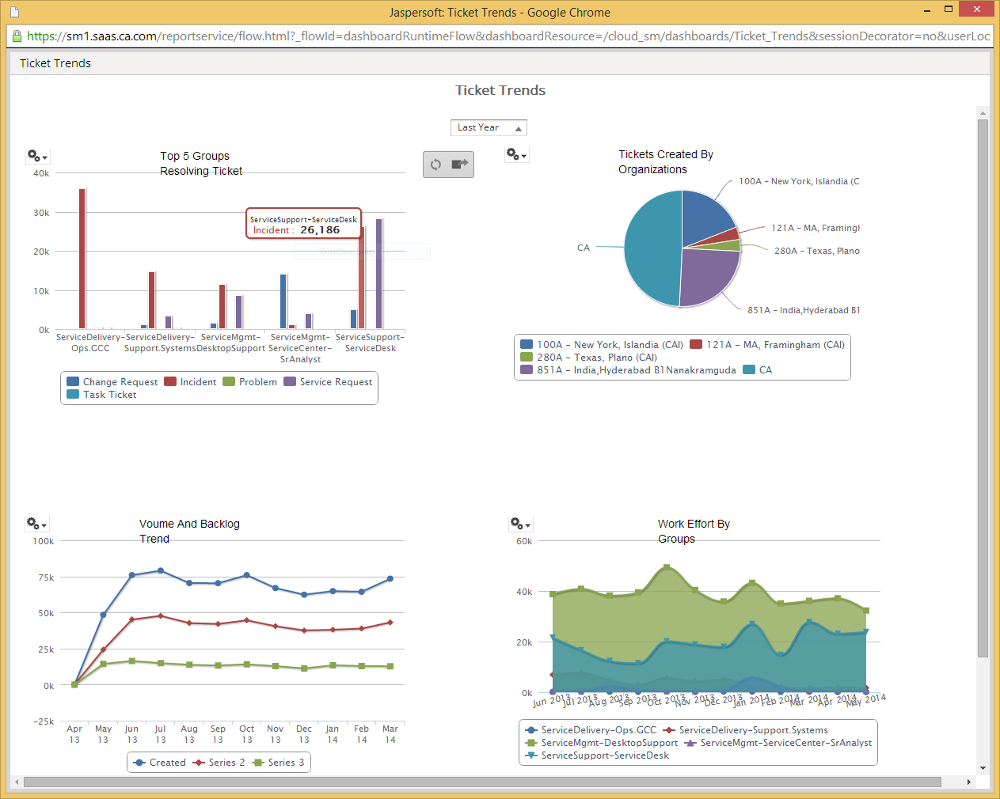 Jaspersoft: Ticket Trends - Google Chrome
https://sm1.saas.ca.com/reportservice/flow.html?_flowId=dashboardRuntimeFlow&dashboardResource=/cloud_sm/dashboards/Ticket_Trends&sessionDecorator=no&userLoc
Ticket Trends
Ticket Trends
Last Year
Top 5 Groups
Resolving Ticket
40k
30k
20k
10k
0k
ServiceSupport-ServiceDesk
Incident : 26,186
ServiceDelivery-
Ops.GCC
ServiceDelivery-
Support.Systems
ServiceMgmt-
DesktopSupport
ServiceMgmt-
ServiceCenter-
SrAnalyst
ServiceSupport-
ServiceDesk
Change Request Incident Problem Service Request
Task Ticket
Tickets Created By
Organizations
100A - New York, Islandia (C
121A - MA, Framingh
280A - Texas, Plano
CA
851A - India,Hyderabad B1
100A - New York, Islandia (CAI) 121A - MA, Framingham (CAI)
280A - Texas, Plano (CAI)
851A - India,Hyderabad B1Nanakramguda CA
Voume And Backlog
Trend
100k
75k
50k
25k
0k
-25k
Apr 13
May 13
Jun 13
Jul 13
Aug 13
Sep 13
Oct 13
Nov 13
Dec 13
Jan 14
Feb 14
Mar 14
Created Series 2 Series 3
Work Effort By
Groups
60k
40k
20k
0k
Jun 2013
Jul 2013
Aug 2013
Sep 2013
Oct 2013
Nov 2013
Dec 2013
Jan 2014
Feb 2014
Mar 2014
Apr 2014
May 2014
ServiceDelivery-Ops.GCC ServiceDelivery-Support.Systems
ServiceMgmt-DesktopSupport ServiceMgmt-ServiceCenter-SrAnalyst
ServiceSupport-ServiceDesk